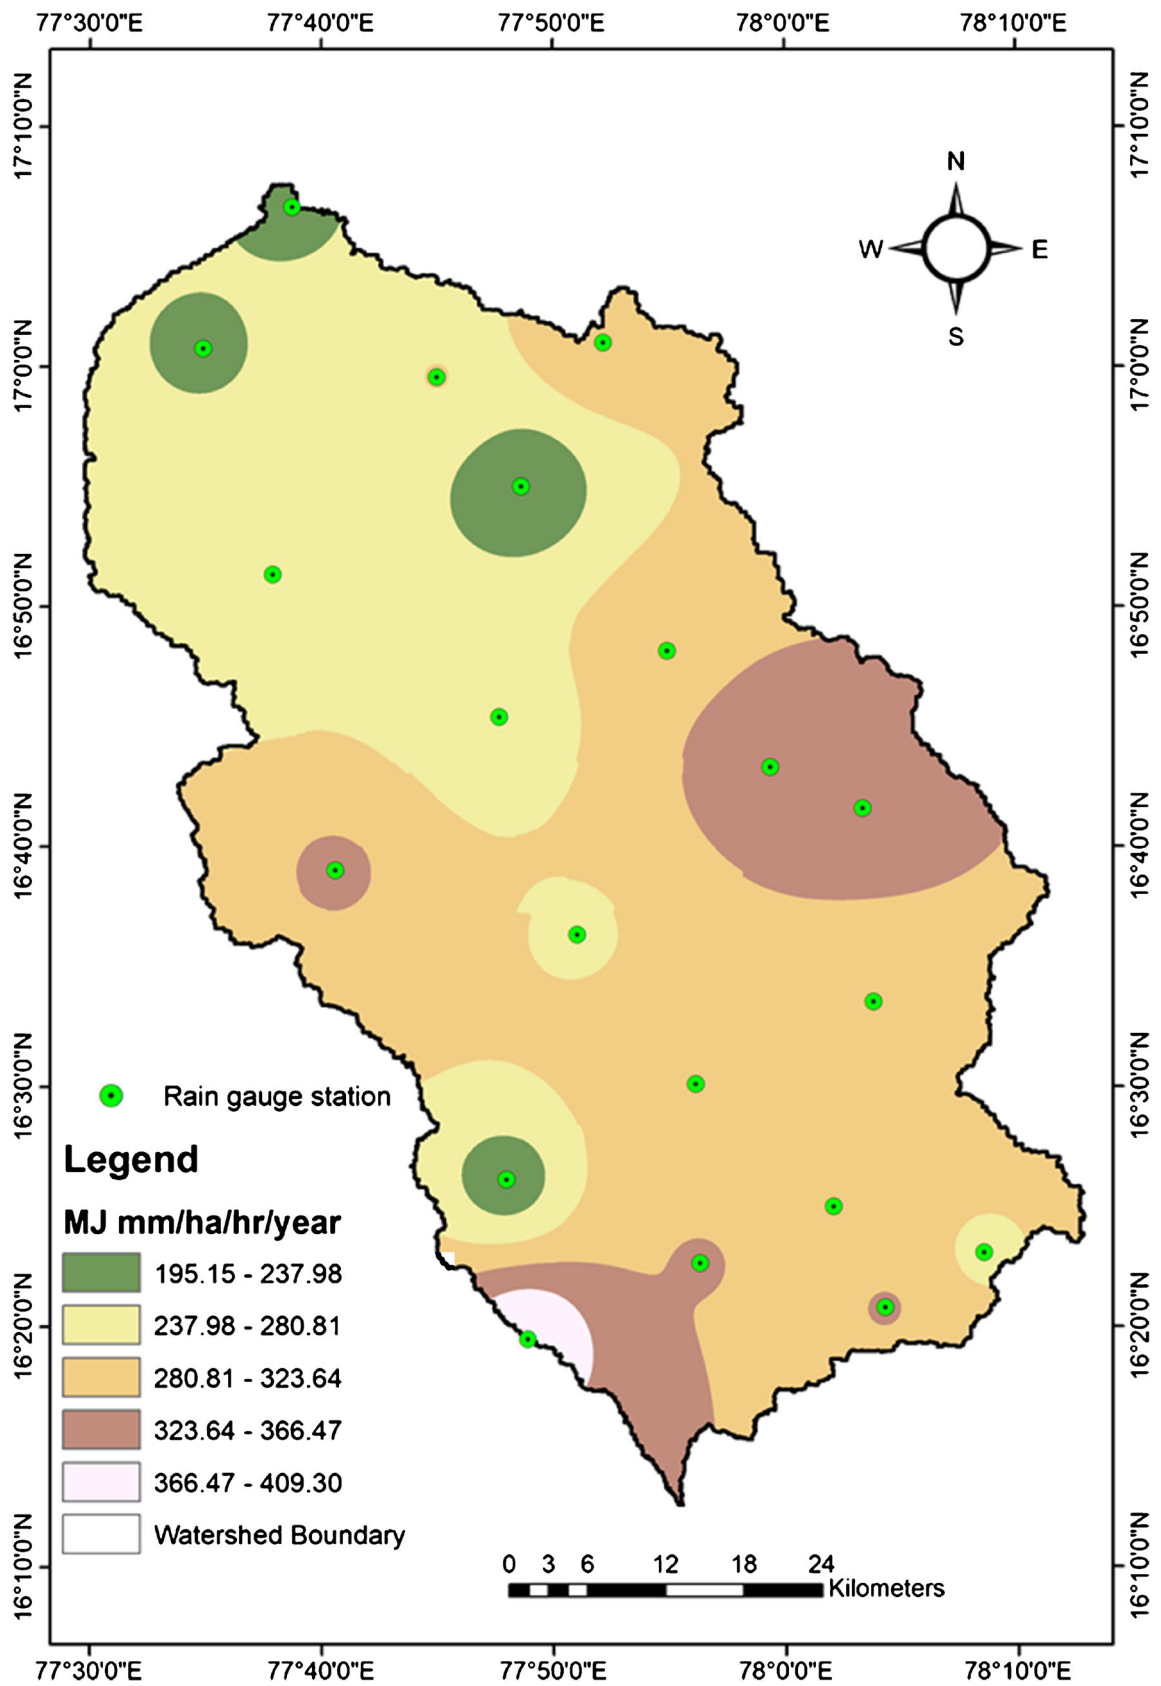 77°30'0"E 77°40'0"E 77°50'0"E 78°0'0"E 78°10'0"E
17°10'0"N 17°10'0"N
N
W E
S
17°0'0"N 17°0'0"N
16°50'0"N 16°50'0"N
16°40'0"N 16°40'0"N
16°30'0"N 16°30'0"N
Rain gauge station
Legend
MJ mm/ha/hr/year
195.15 - 237.98
237.98 - 280.81
16°20'0"N 16°20'0"N
280.81 - 323.64
323.64 - 366.47
366.47 - 409.30
Watershed Boundary
16°10'0"N 16°10'0"N
0 3 6 12 18 24
Kilometers
77°30'0"E 77°40'0"E 77°50'0"E 78°0'0"E 78°10'0"E